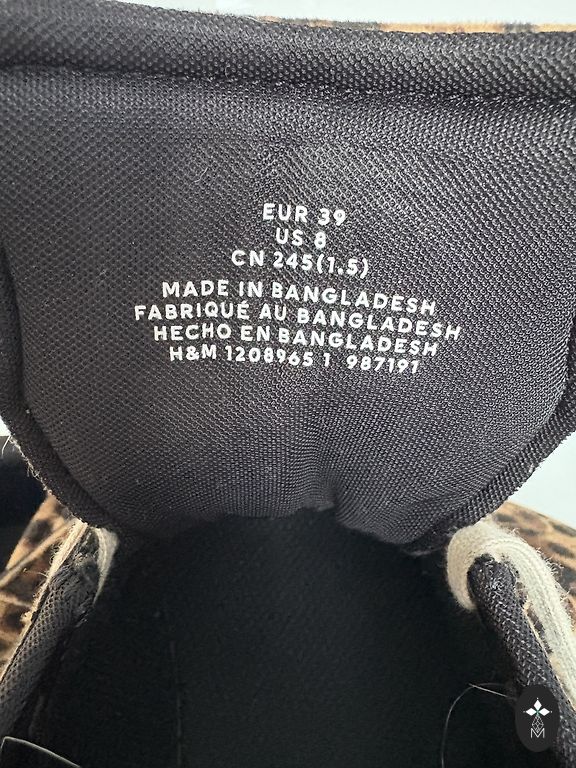 EUR 39
US 8
CN 245(1.5)
MADE IN BANGLADESH
FABRIQUÉ AU BANGLADESH
HECHO EN BANGLADESH
H&M 1208965 1 987191
M